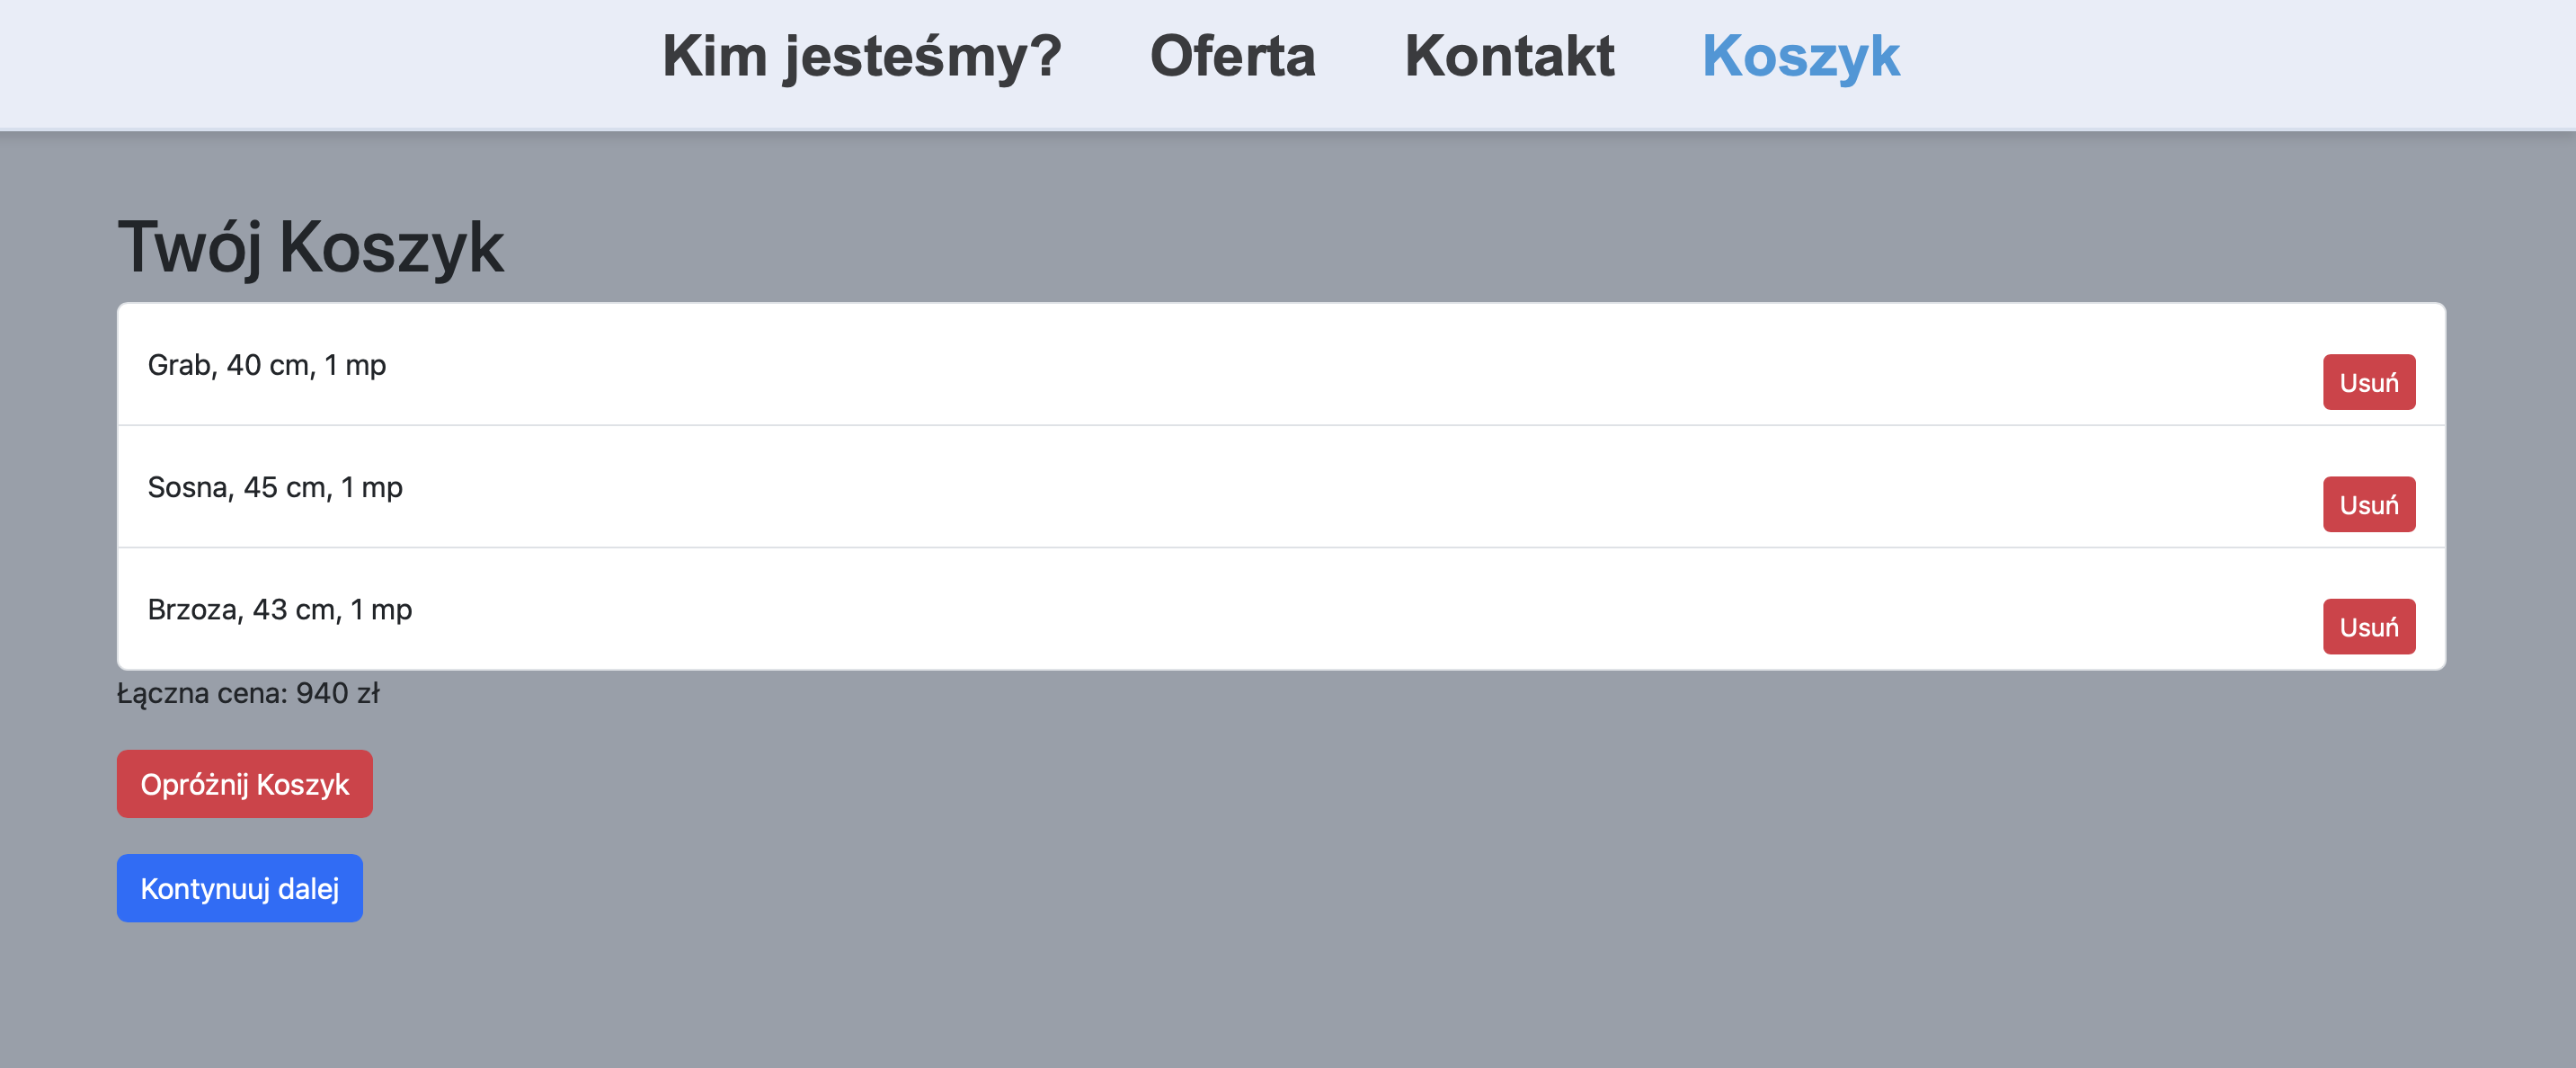 Kim jesteśmy? Oferta Kontakt Koszyk
Twój Koszyk
Grab, 40 cm, 1 mp
Usuń
Sosna, 45 cm, 1 mp
Usuń
Brzoza, 43 cm, 1 mp
Usuń
Łączna cena: 940 zł
Opróżnij Koszyk
Kontynuuj dalej